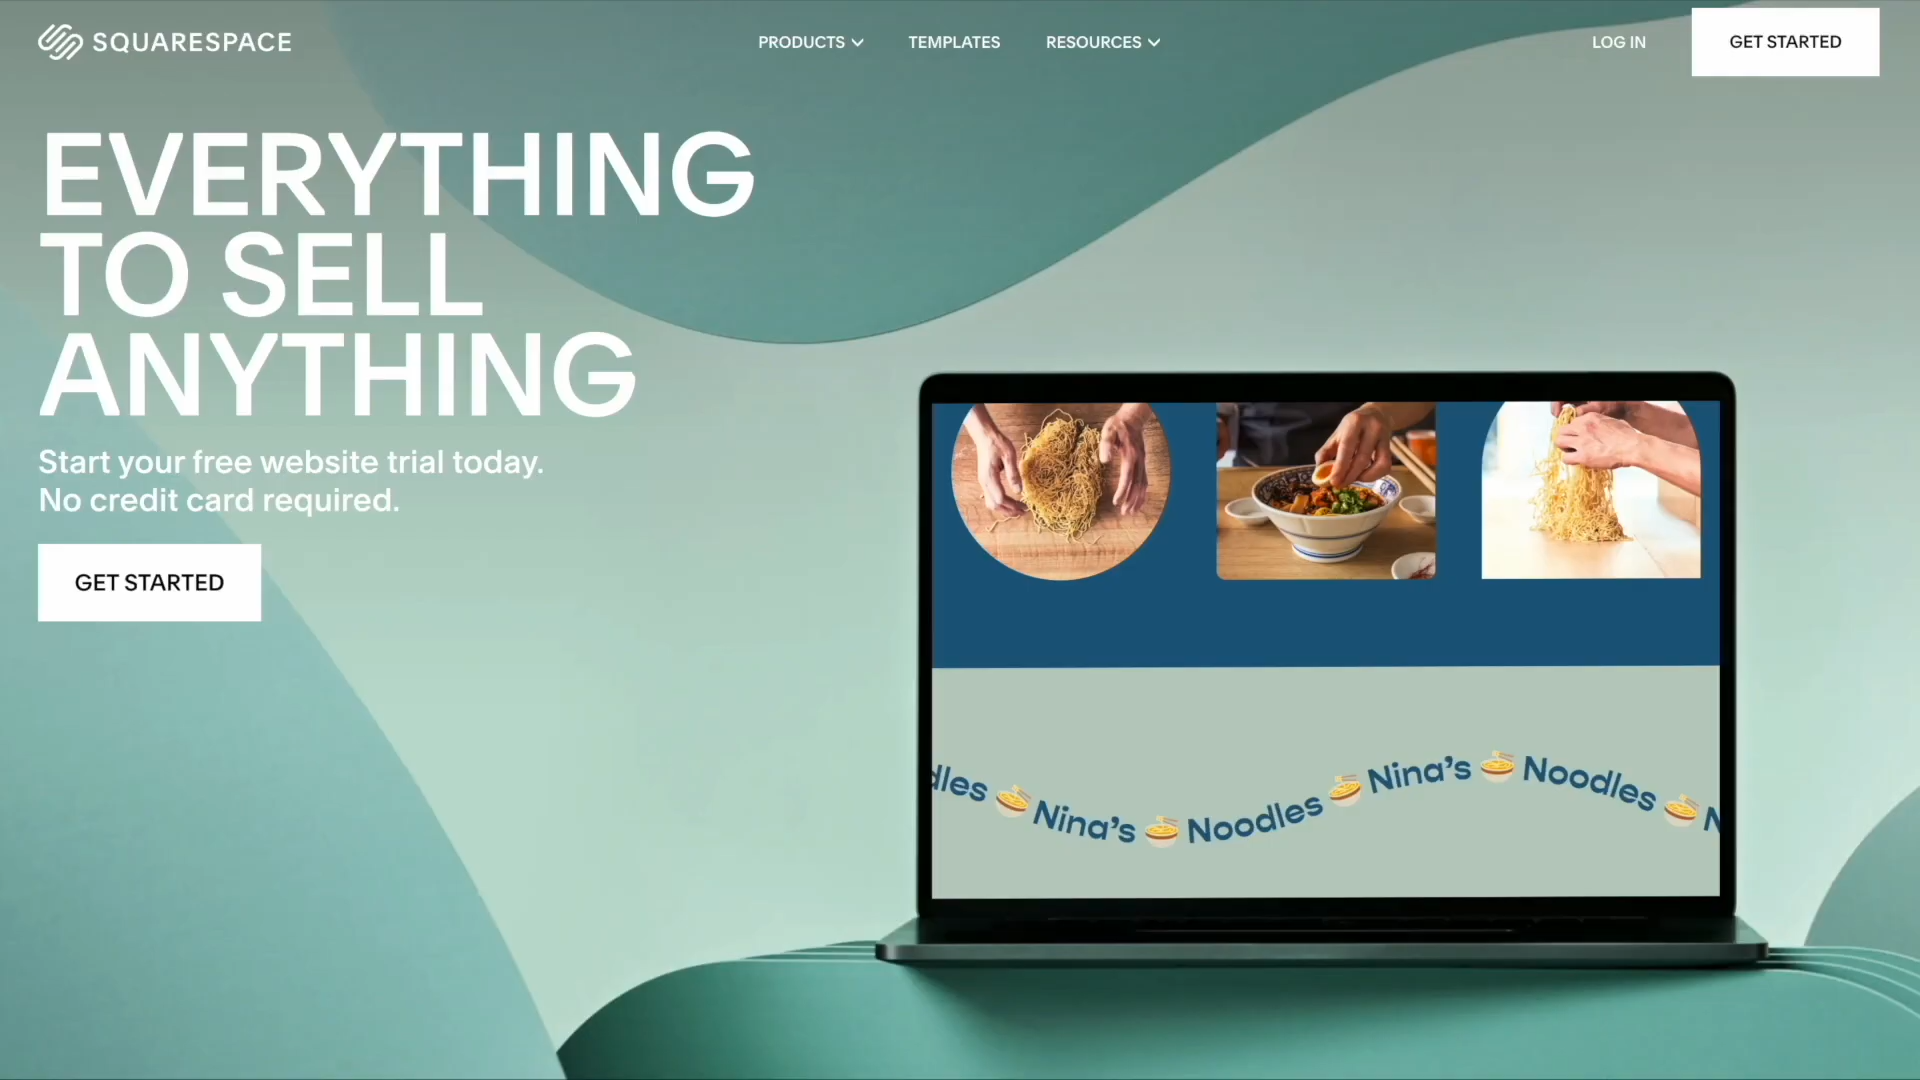 SQUARESPACE
PRODUCTS
TEMPLATES
RESOURCES
LOG IN
GET STARTED
EVERYTHING
TO SELL
ANYTHING
Start your free website trial today.
No credit card required.
GET STARTED
dles Nina's Noodles Nina's Noodles N